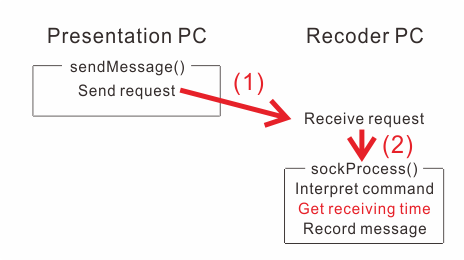 Presentation PC
Recoder PC
sendMessage()
Send request
(1)
Receive request
(2)
sockProcess()
Interpret command
Get receiving time
Record message